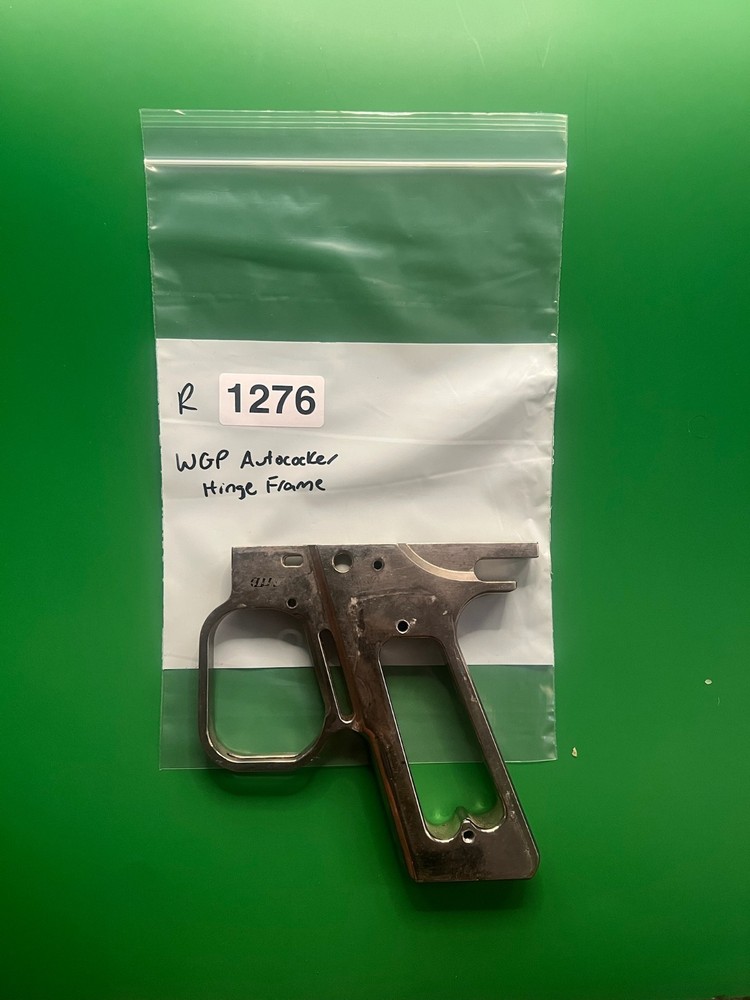 R 1276
WGP Autococker
Hinge Frame